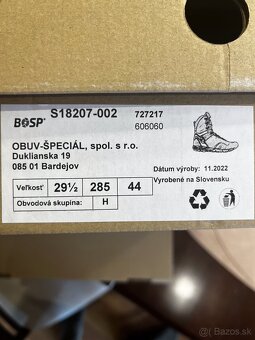 BOSP
S18207-002
727217
606060
OBUV-ŠPECIÁL, spol. s r.o.
Duklianska 19
085 01 Bardejov
Dátum výroby: 11.2022
Vyrobené na Slovensku
Veľkosť 29½ 285 44
Obvodová skupina: H
Bazos.sk